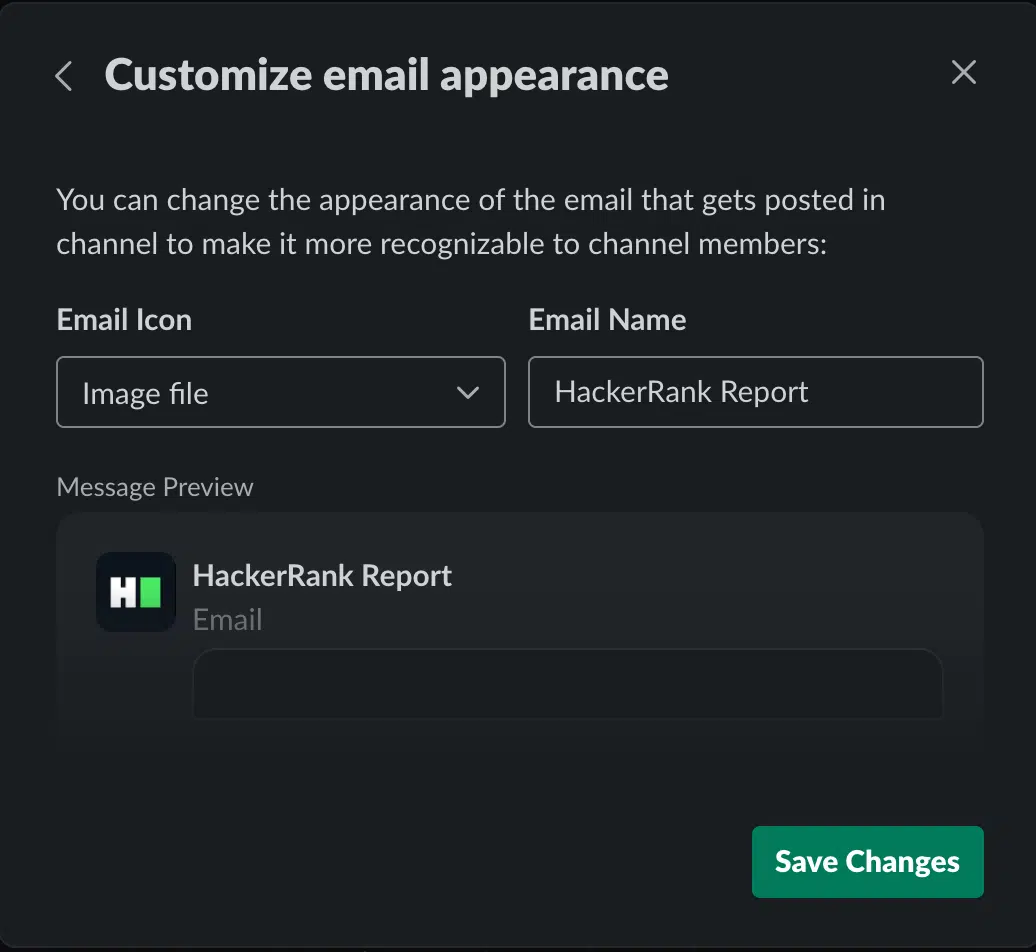 Customize email appearance
You can change the appearance of the email that gets posted in
channel to make it more recognizable to channel members:
Email Icon
Email Name
Image file
HackerRank Report
Message Preview
H
HackerRank Report
Email
Save Changes